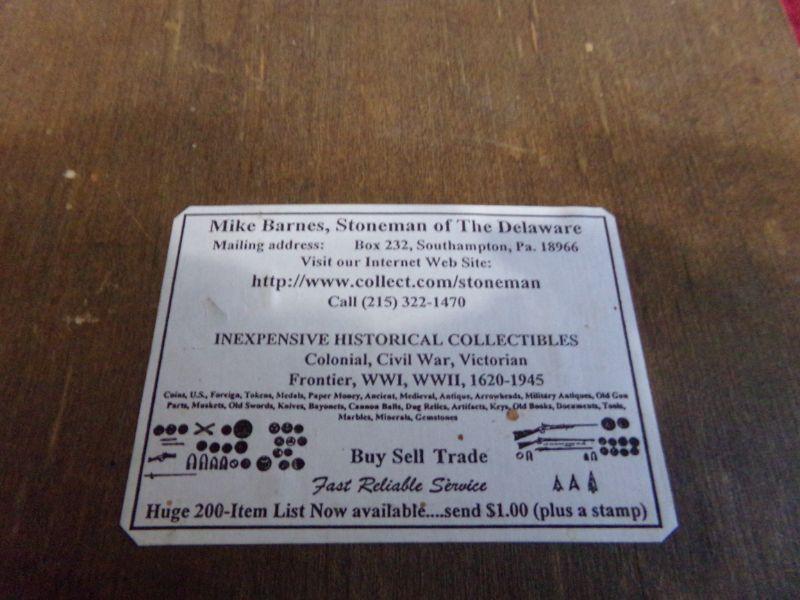 Mike Barnes, Stoneman of The Delaware
Mailing address: Box 232, Southampton, Pa. 18966
Visit our Internet Web Site:
http://www.collect.com/stoneman
Call (215) 322-1470
INEXPENSIVE HISTORICAL COLLECTIBLES
Colonial, Civil War, Victorian
Frontier, WWI, WWII, 1620-1945
Coins, U.S., Foreign, Tokens, Medals, Paper Money, Ancient, Medieval, Antique, Arrowheads, Military Antiques, Old Gun
Parts, Muskets, Old Swords, Knives, Bayonets, Cannon Balls, Dug Relics, Artifacts, Keys, Old Books, Documents, Tools,
Marbles, Minerals, Gemstones
Buy Sell Trade
Fast Reliable Service
Huge 200-Item List Now available....send $1.00 (plus a stamp)